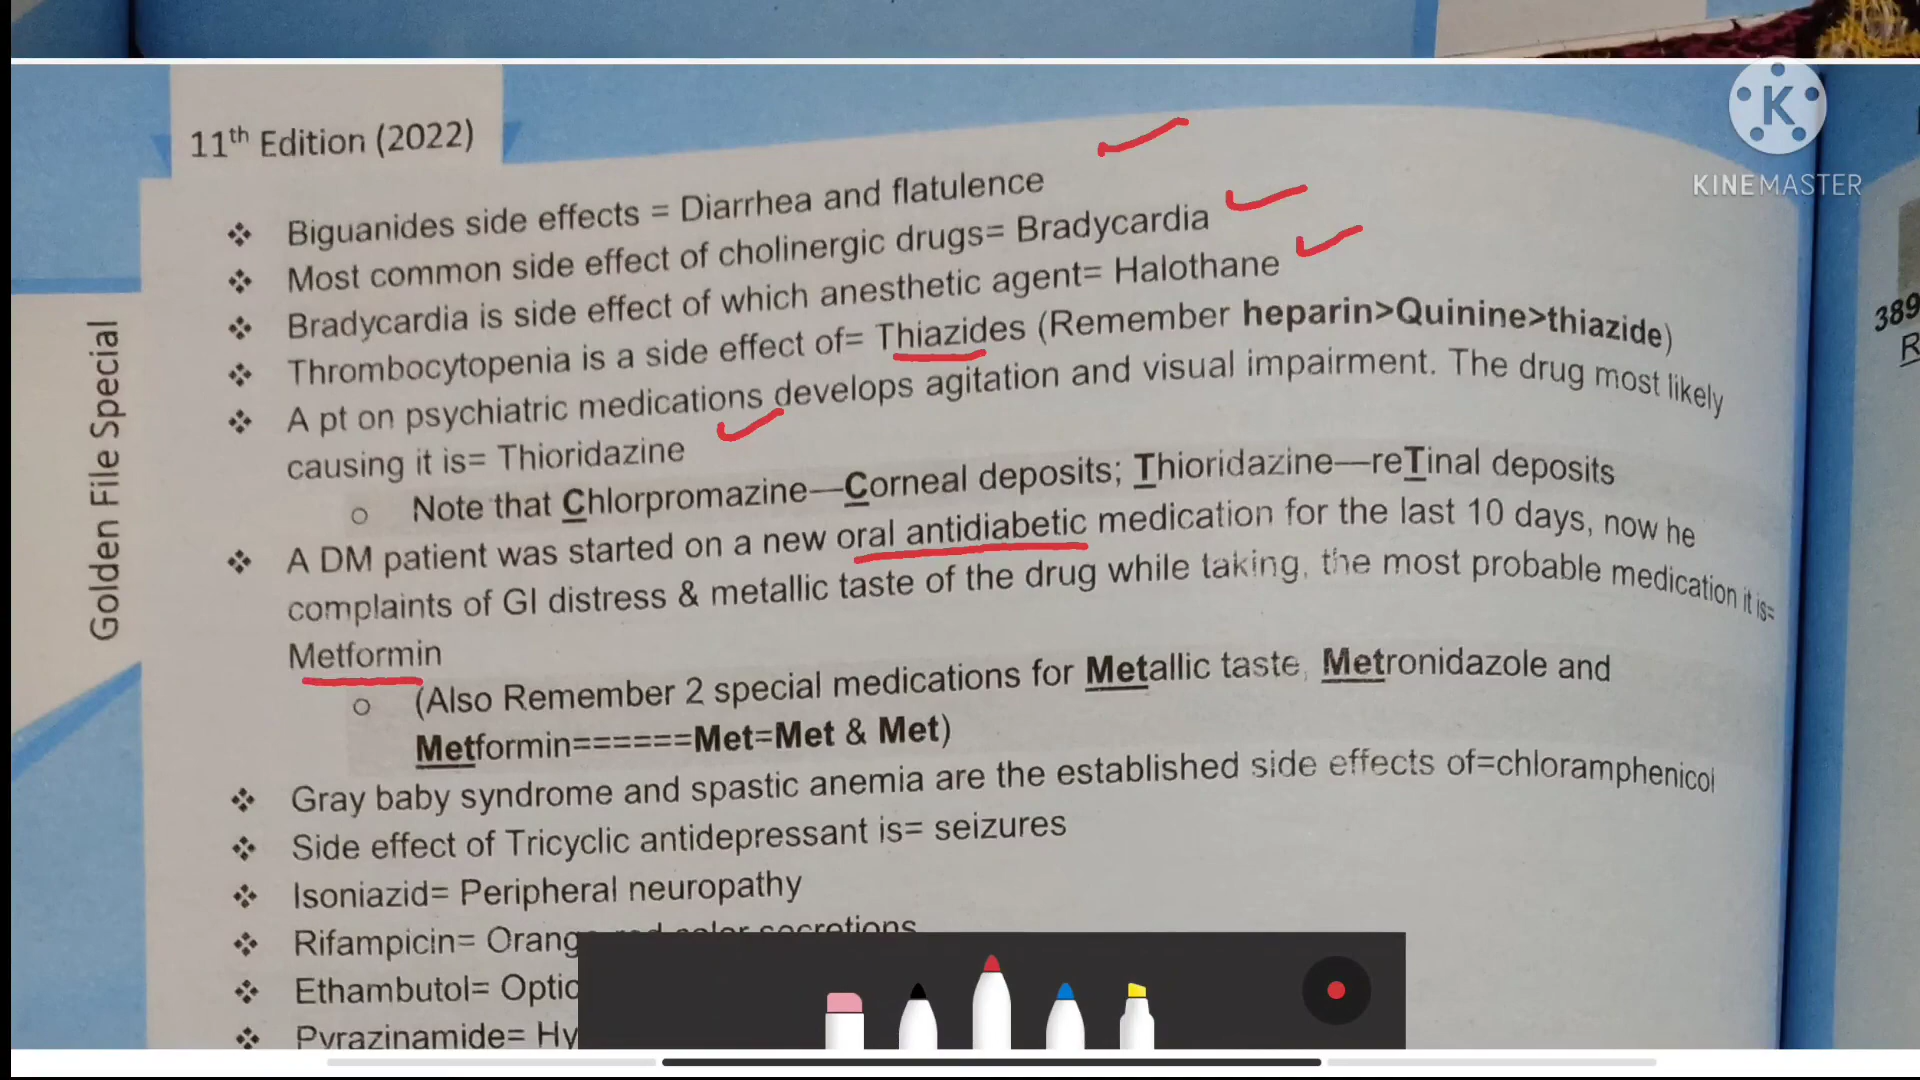 11th Edition (2022)
KINEMASTER
Golden File Special
❖ Biguanides side effects = Diarrhea and flatulence
❖ Most common side effect of cholinergic drugs= Bradycardia
❖ Bradycardia is side effect of which anesthetic agent= Halothane
❖ Thrombocytopenia is a side effect of= Thiazides (Remember heparin>Quinine>thiazide)
❖ A pt on psychiatric medications develops agitation and visual impairment. The drug most likely
causing it is= Thioridazine
o Note that Chlorpromazine—Corneal deposits; Thioridazine—reTinal deposits
❖ A DM patient was started on a new oral antidiabetic medication for the last 10 days, now he
complaints of GI distress & metallic taste of the drug while taking, the most probable medication it is=
Metformin
o (Also Remember 2 special medications for Metallic taste, Metronidazole and
Metformin======Met=Met & Met)
❖ Gray baby syndrome and spastic anemia are the established side effects of=chloramphenicol
❖ Side effect of Tricyclic antidepressant is= seizures
❖ Isoniazid= Peripheral neuropathy
❖ Rifampicin= Orange red color secretions
❖ Ethambutol= Optic
❖ Pyrazinamide= Hy
389
R